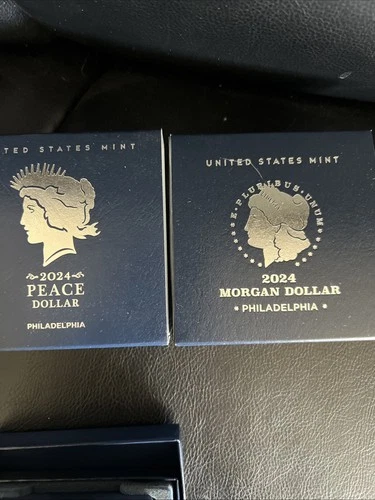 TED STATES MINT
2024
PEACE
DOLLAR
PHILADELPHIA
UNITED STATES MINT
E·PLURIBUS·UNUM
2024
MORGAN DOLLAR
* PHILADELPHIA *